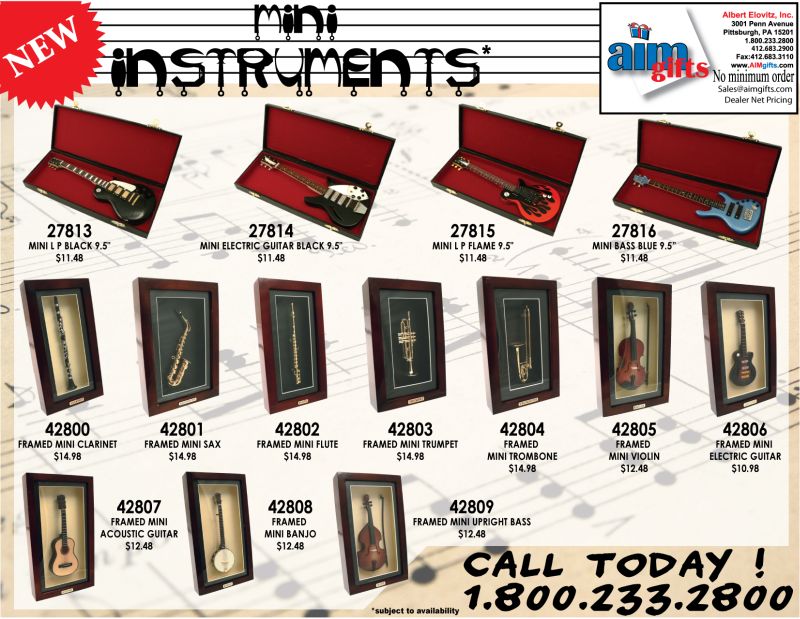 NEW
MINI
INSTRUMENTS*
aim
gifts
Albert Elovitz, Inc.
3001 Penn Avenue
Pittsburgh, PA 15201
1.800.233.2800
412.683.2900
Fax:412.683.3110
www.AIMgifts.com
No minimum order
Sales@aimgifts.com
Dealer Net Pricing
27813
MINI L P BLACK 9.5"
$11.48
27814
MINI ELECTRIC GUITAR BLACK 9.5"
$11.48
27815
MINI L P FLAME 9.5"
$11.48
27816
MINI BASS BLUE 9.5"
$11.48
42800
FRAMED MINI CLARINET
$14.98
42801
FRAMED MINI SAX
$14.98
42802
FRAMED MINI FLUTE
$14.98
42803
FRAMED MINI TRUMPET
$14.98
42804
FRAMED
MINI TROMBONE
$14.98
42805
FRAMED
MINI VIOLIN
$12.48
42806
FRAMED MINI
ELECTRIC GUITAR
$10.98
42807
FRAMED MINI
ACOUSTIC GUITAR
$12.48
42808
FRAMED
MINI BANJO
$12.48
42809
FRAMED MINI UPRIGHT BASS
$12.48
CALL TODAY !
1.800.233.2800
*subject to availability